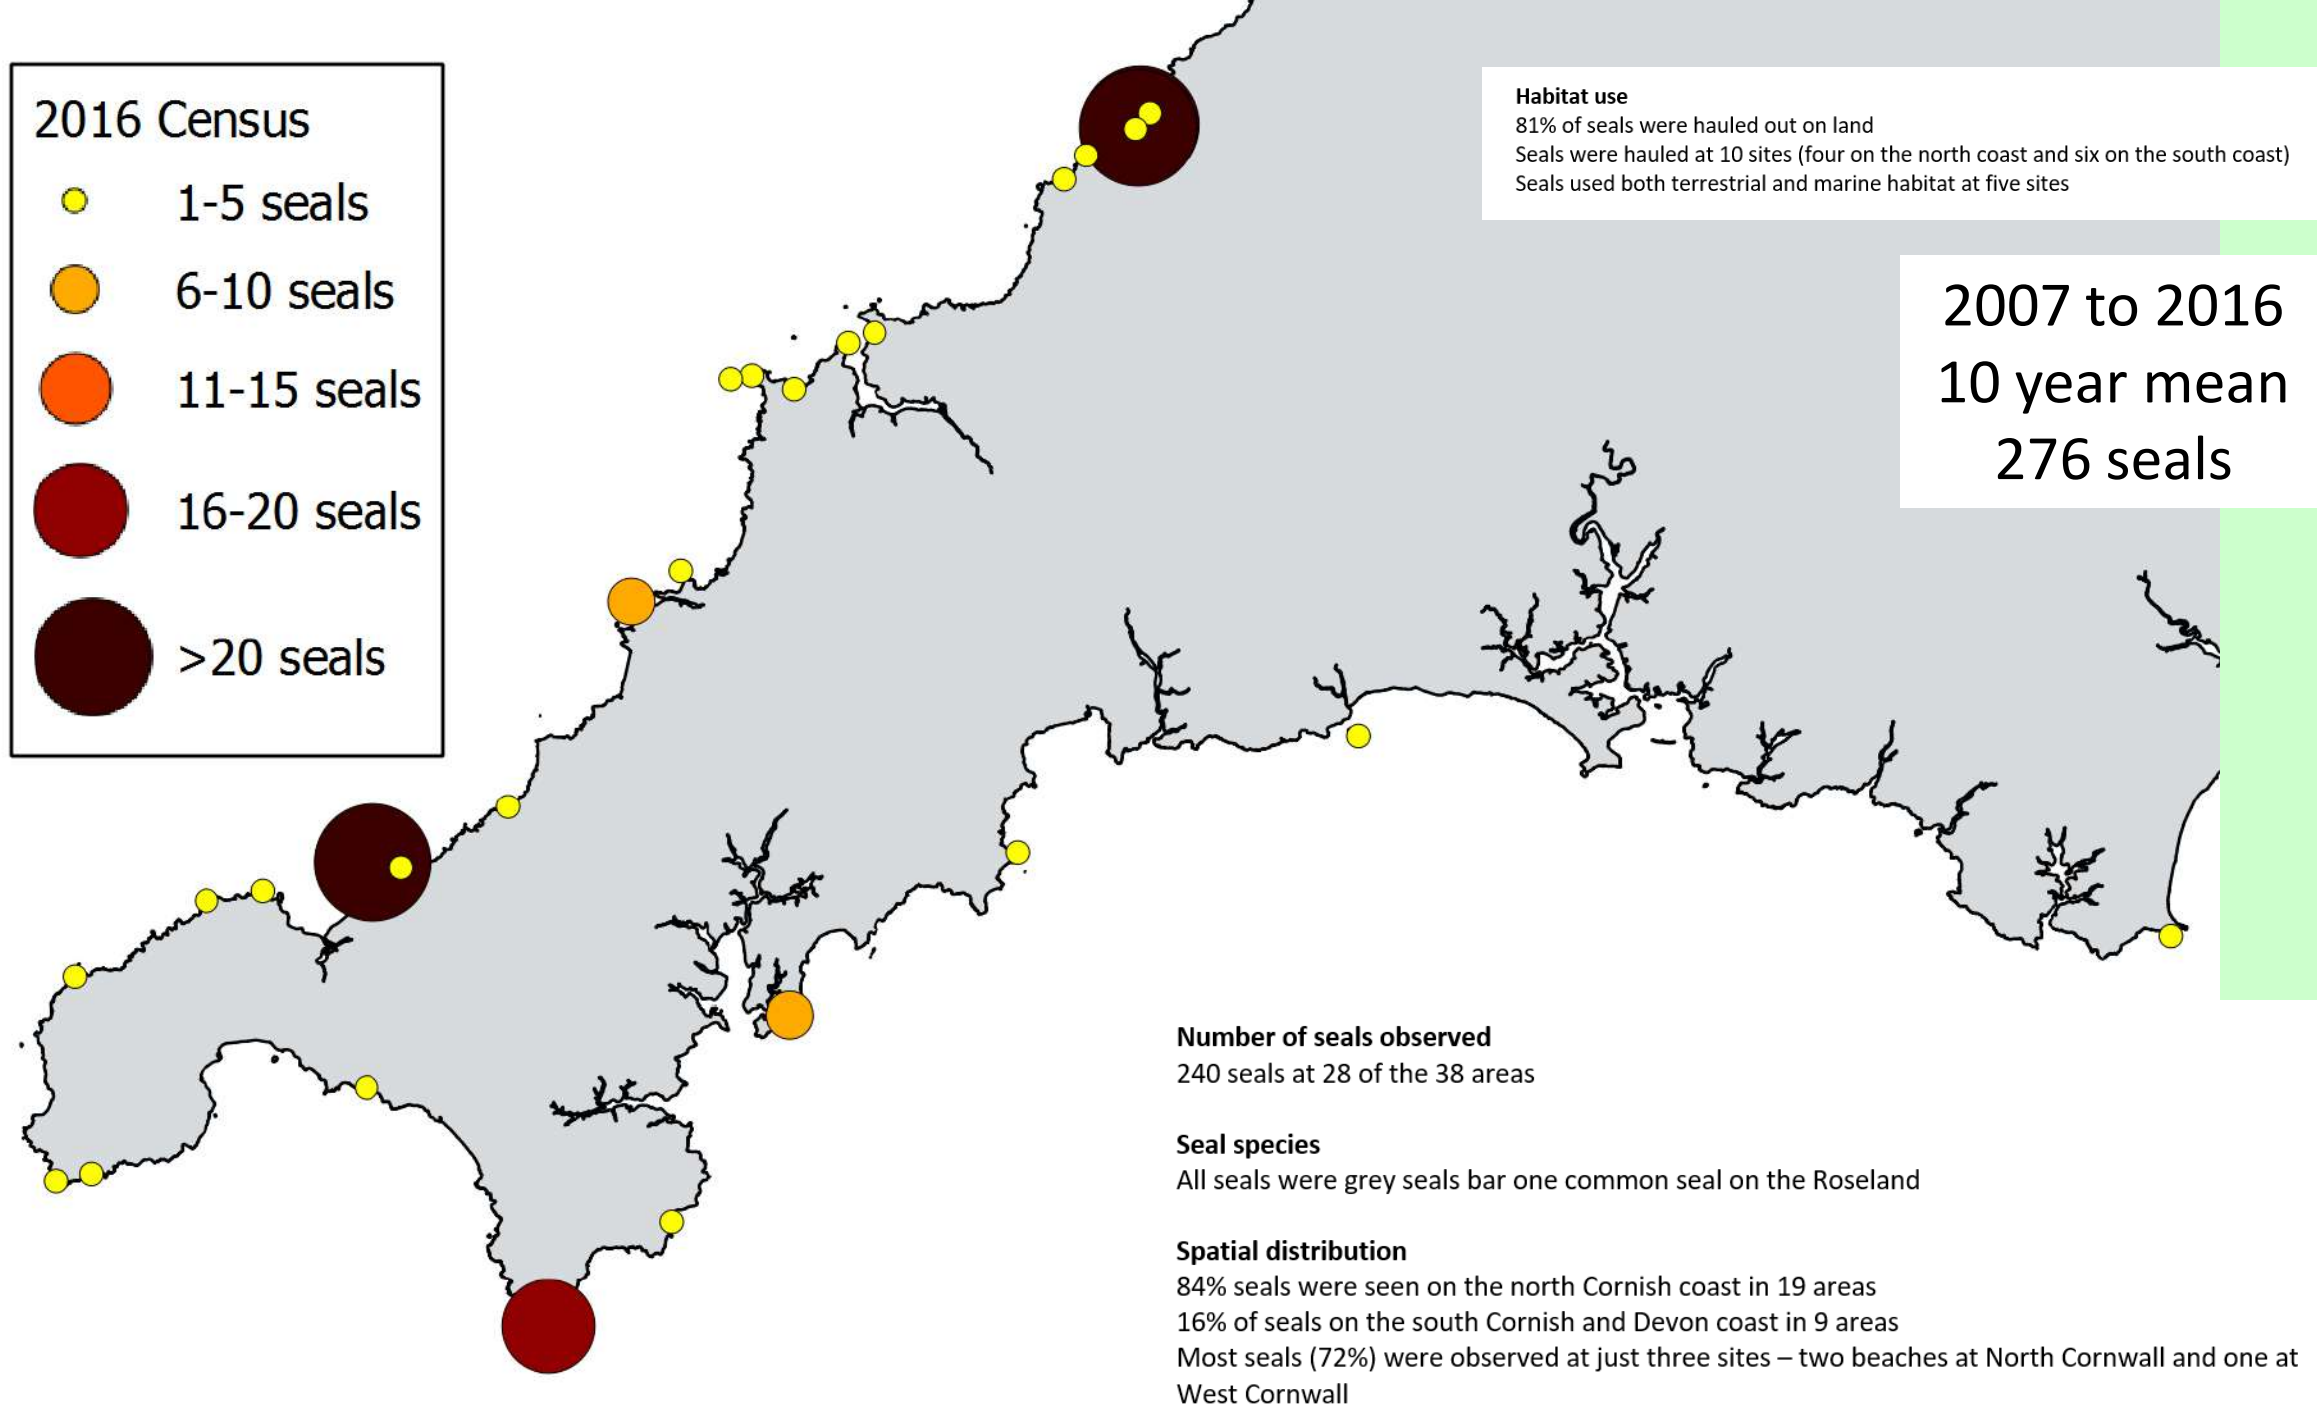 2016 Census
1-5 seals
6-10 seals
11-15 seals
16-20 seals
>20 seals
Habitat use
81% of seals were hauled out on land
Seals were hauled at 10 sites (four on the north coast and six on the south coast)
Seals used both terrestrial and marine habitat at five sites
2007 to 2016
10 year mean
276 seals
Number of seals observed
240 seals at 28 of the 38 areas
Seal species
All seals were grey seals bar one common seal on the Roseland
Spatial distribution
84% seals were seen on the north Cornish coast in 19 areas
16% of seals on the south Cornish and Devon coast in 9 areas
Most seals (72%) were observed at just three sites – two beaches at North Cornwall and one at
West Cornwall